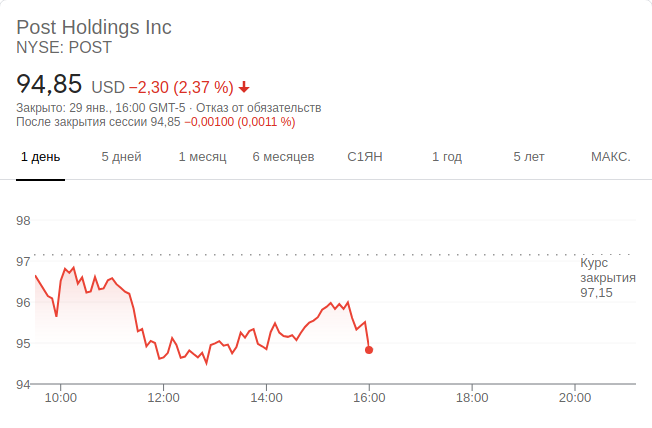 Post Holdings Inc
NYSE: POST
94,85 USD −2,30 (2,37 %)
Закрыто: 29 янв., 16:00 GMT-5 · Отказ от обязательств
После закрытия сессии 94,85 −0,00100 (0,0011 %)
1 день 5 дней 1 месяц 6 месяцев С1ЯН 1 год 5 лет МАКС.
98
97
96
95
94
Курс
закрытия
97,15
10:00 12:00 14:00 16:00 18:00 20:00